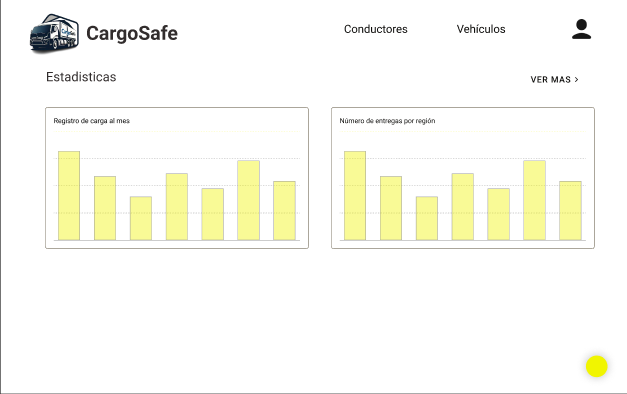 CargoSafe
Conductores
Vehículos
Estadisticas
VER MAS >
Registro de carga al mes
Número de entregas por región